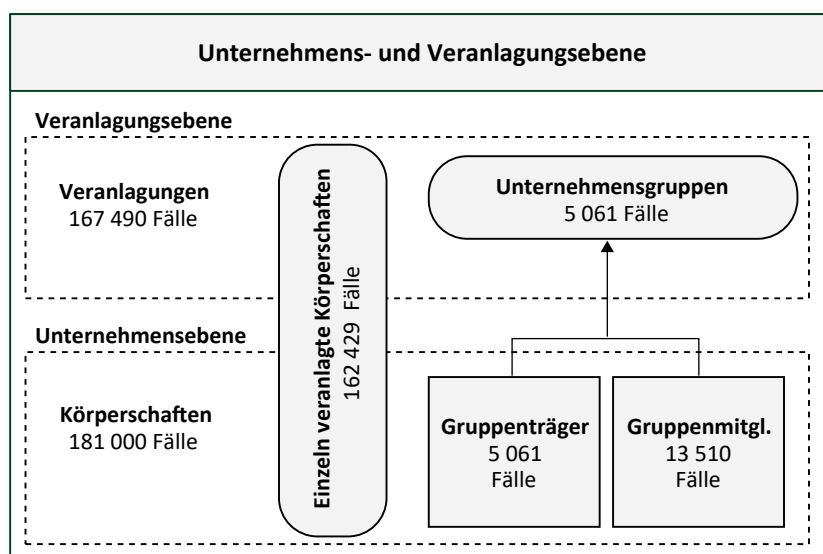 Unternehmens- und Veranlagungsebene
Veranlagungsebene
Veranlagungen
167 490 Fälle
Einzeln veranlagte Körperschaften
162 429 Fälle
Unternehmensgruppen
5 061 Fälle
Unternehmensebene
Körperschaften
181 000 Fälle
Gruppenträger
5 061
Fälle
Gruppenmitgl.
13 510
Fälle